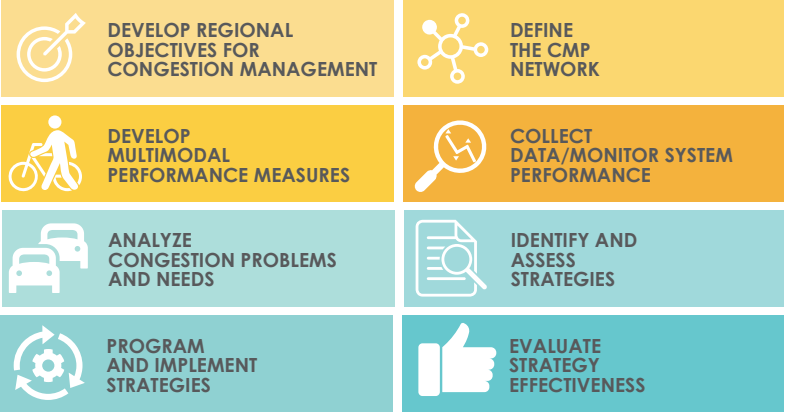 DEVELOP REGIONAL
OBJECTIVES FOR
CONGESTION MANAGEMENT
DEFINE
THE CMP
NETWORK
DEVELOP
MULTIMODAL
PERFORMANCE MEASURES
COLLECT
DATA/MONITOR SYSTEM
PERFORMANCE
ANALYZE
CONGESTION PROBLEMS
AND NEEDS
IDENTIFY AND
ASSESS
STRATEGIES
PROGRAM
AND IMPLEMENT
STRATEGIES
EVALUATE
STRATEGY
EFFECTIVENESS